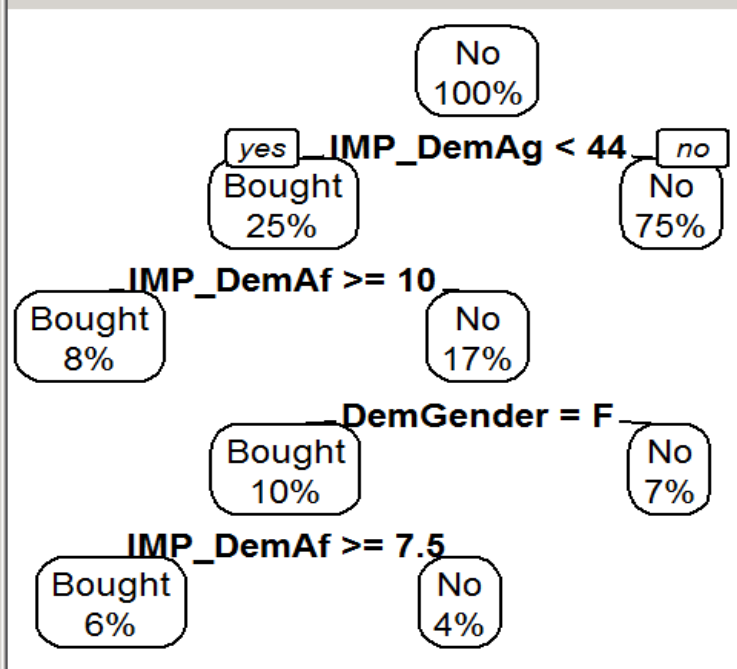 No
100%
yes IMP_DemAg < 44 no
Bought No
25% 75%
IMP_DemAf >= 10
Bought No
8% 17%
DemGender = F
Bought No
10% 7%
IMP_DemAf >= 7.5
Bought No
6% 4%